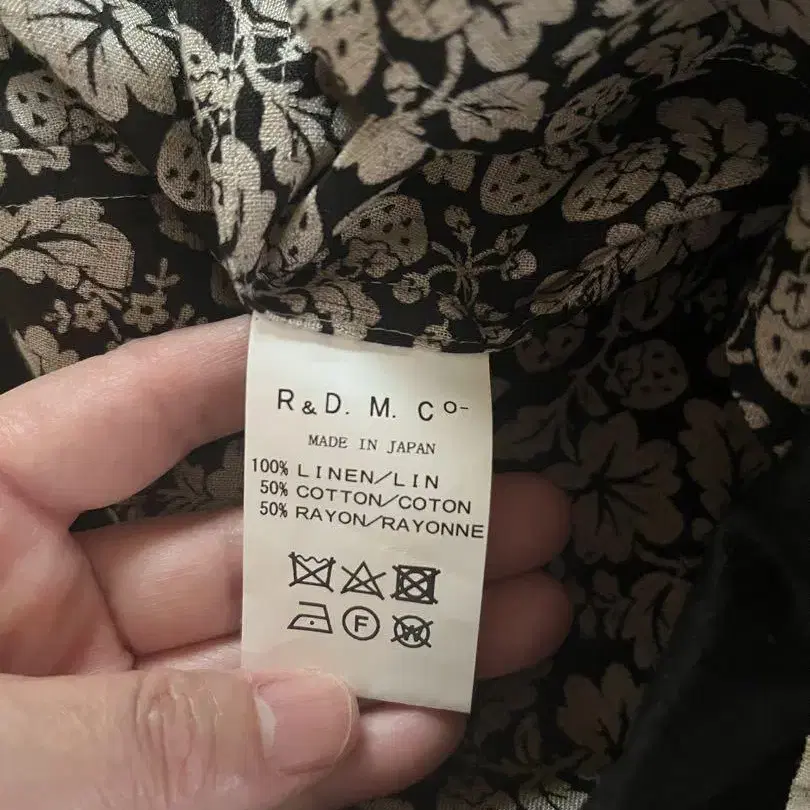 R & D. M. Co-
MADE IN JAPAN
100% LINEN/LIN
50% COTTON/COTON
50% RAYON/RAYONNE
F W